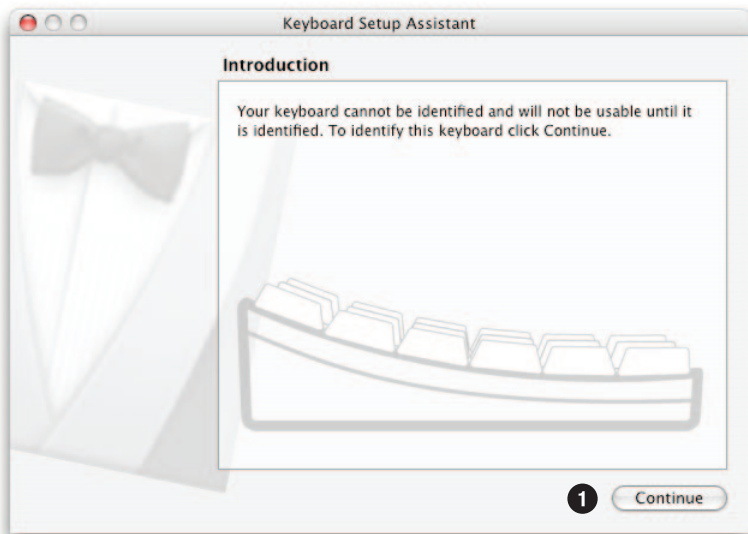 Keyboard Setup Assistant
Introduction
Your keyboard cannot be identified and will not be usable until it
is identified. To identify this keyboard click Continue.
1 Continue